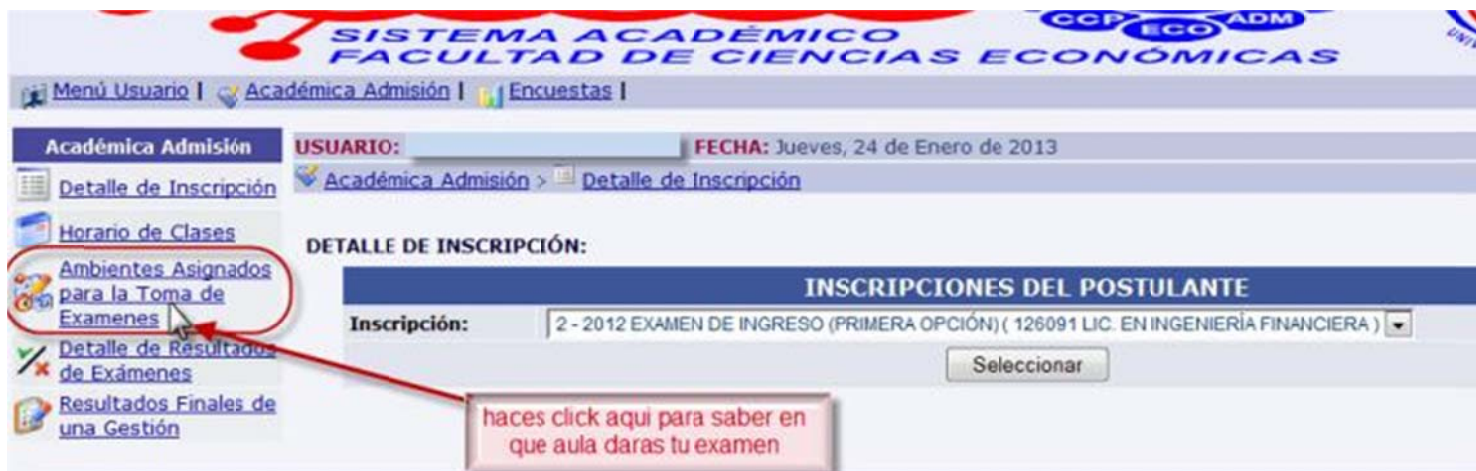 CCP ECO ADM
SISTEMA ACADÉMICO
FACULTAD DE CIENCIAS ECONÓMICAS
Menú Usuario | Académica Admisión | Encuestas |
Académica Admisión
Detalle de Inscripción
Horario de Clases
Ambientes Asignados
para la Toma de
Examenes
Detalle de Resultados
de Exámenes
Resultados Finales de
una Gestión
USUARIO: FECHA: Jueves, 24 de Enero de 2013
Académica Admisión > Detalle de Inscripción
DETALLE DE INSCRIPCIÓN:
INSCRIPCIONES DEL POSTULANTE
Inscripción: 2 - 2012 EXAMEN DE INGRESO (PRIMERA OPCIÓN) ( 126091 LIC. EN INGENIERÍA FINANCIERA )
Seleccionar
haces click aqui para saber en
que aula daras tu examen